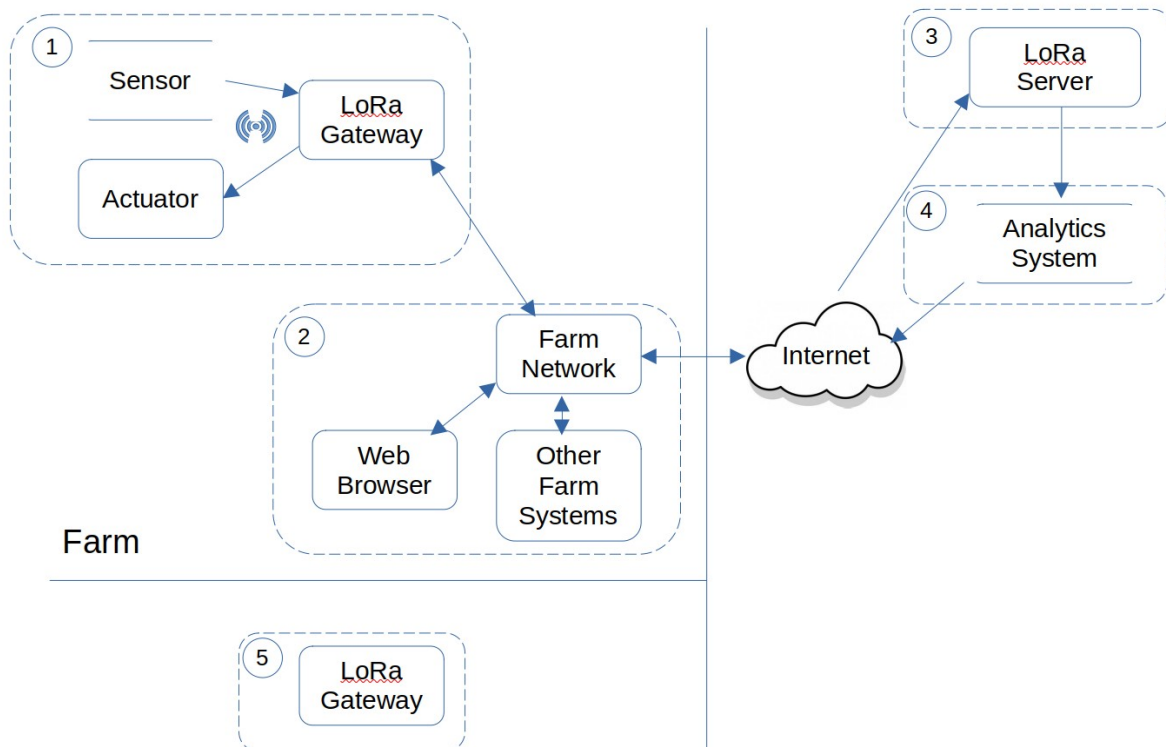 1
Sensor
LoRa
Gateway
Actuator
2
Farm
Network
Web
Browser
Other
Farm
Systems
Farm
Internet
3
LoRa
Server
4
Analytics
System
5
LoRa
Gateway